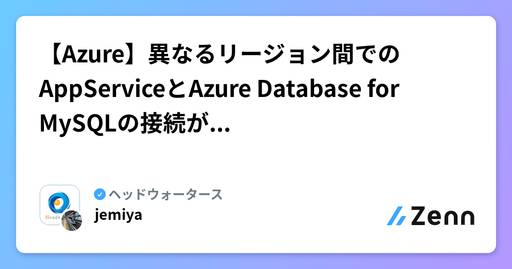 【Azure】異なるリージョン間での
AppServiceとAzure Database for
MySQLの接続が...
ヘッドウォータース
jemiya
Zenn